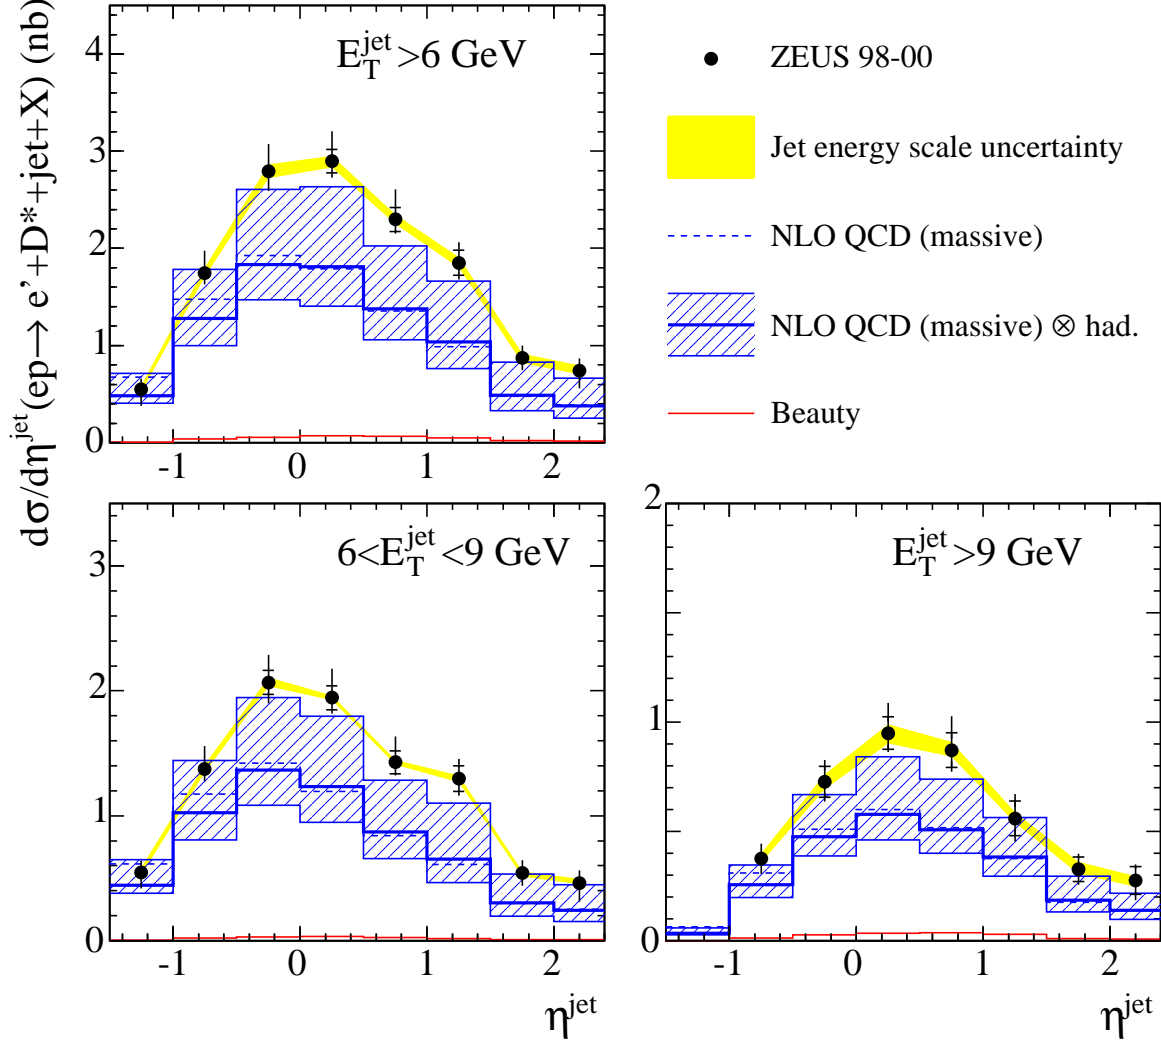 dσ/dη^jet (ep→ e’+D*+jet+X) (nb)
E_T^jet >6 GeV
4
3
2
1
0
-1 0 1 2
ZEUS 98-00
Jet energy scale uncertainty
NLO QCD (massive)
NLO QCD (massive) ⊗ had.
Beauty
6<E_T^jet <9 GeV
3
2
1
0
-1 0 1 2
η^jet
E_T^jet >9 GeV
2
1
0
-1 0 1 2
η^jet